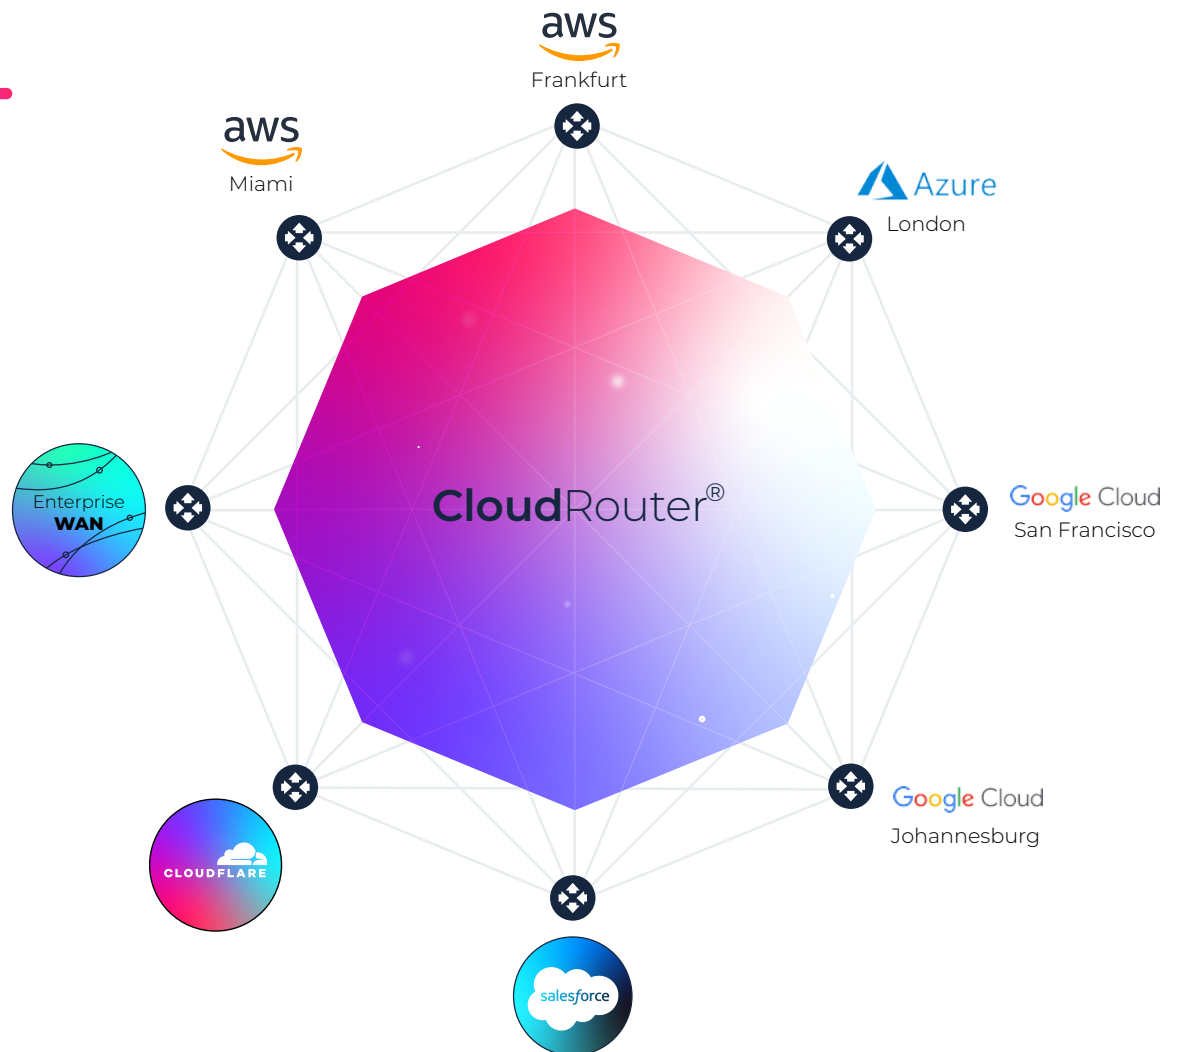 aws
Frankfurt
aws
Miami
Azure
London
Enterprise
WAN
CloudRouter®
Google Cloud
San Francisco
Google Cloud
Johannesburg
CLOUDFLARE
salesforce